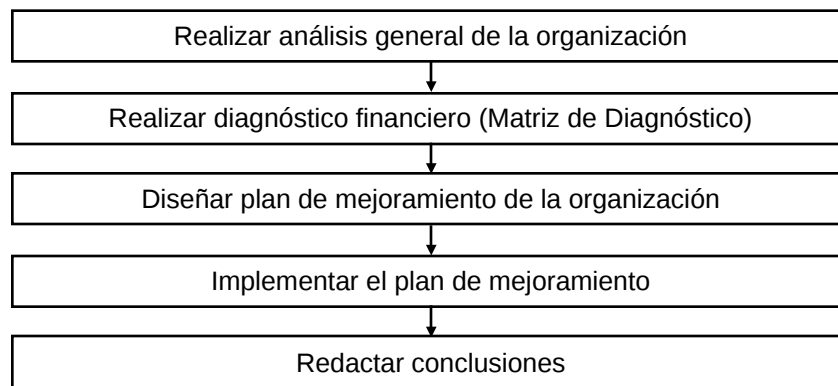 Realizar análisis general de la organización
Realizar diagnóstico financiero (Matriz de Diagnóstico)
Diseñar plan de mejoramiento de la organización
Implementar el plan de mejoramiento
Redactar conclusiones